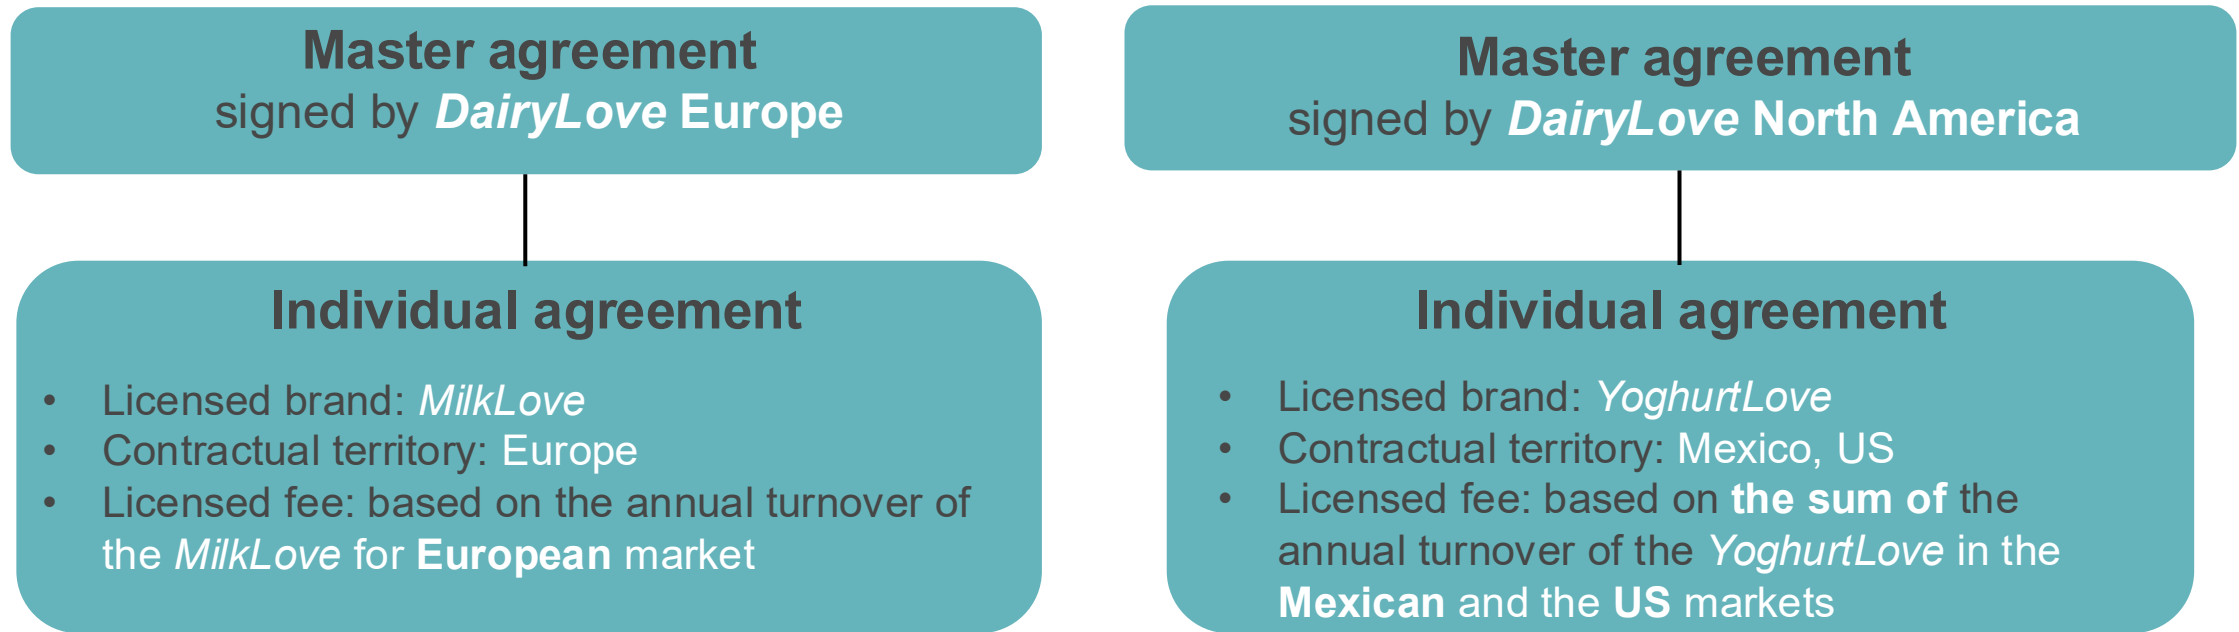 Master agreement
signed by DairyLove Europe
Individual agreement
• Licensed brand: MilkLove
• Contractual territory: Europe
• Licensed fee: based on the annual turnover of
the MilkLove for European market
Master agreement
signed by DairyLove North America
Individual agreement
• Licensed brand: YoghurtLove
• Contractual territory: Mexico, US
• Licensed fee: based on the sum of the
annual turnover of the YoghurtLove in the
Mexican and the US markets